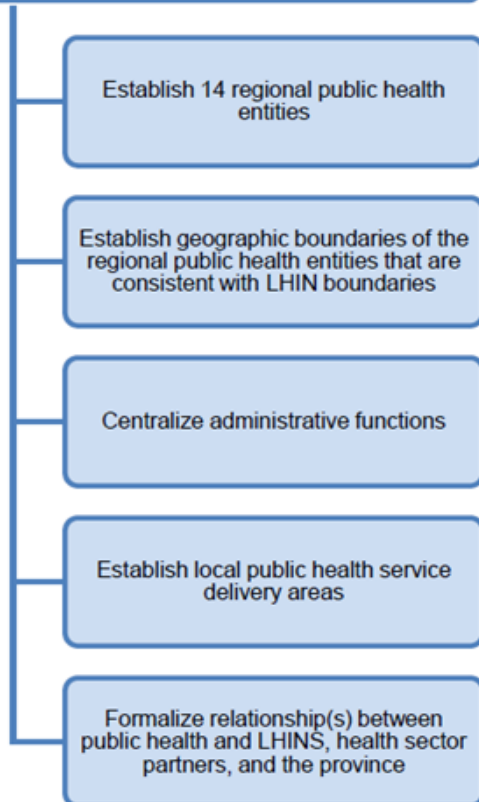 Establish 14 regional public health
entities
Establish geographic boundaries of the
regional public health entities that are
consistent with LHIN boundaries
Centralize administrative functions
Establish local public health service
delivery areas
Formalize relationship(s) between
public health and LHINS, health sector
partners, and the province